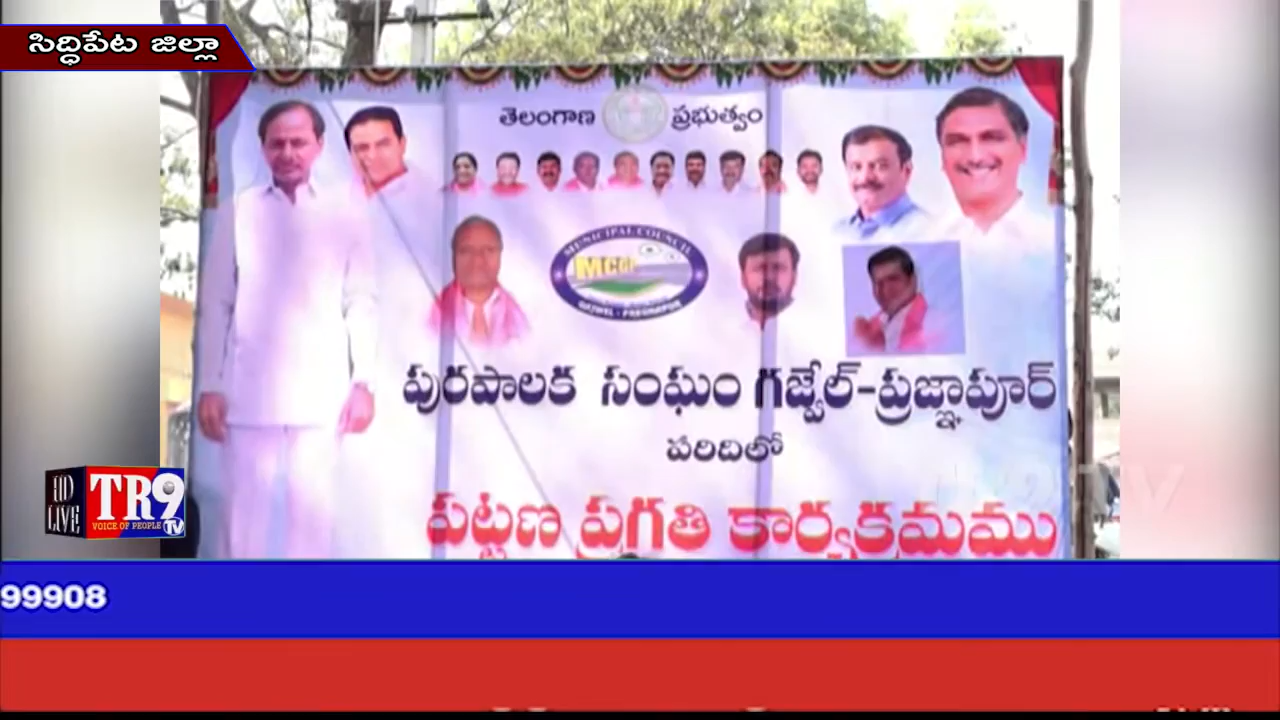 సిద్ధిపేట జిల్లా
తెలంగాణ ప్రభుత్వం
MUNICIPAL COUNCIL
MCGP
GAJWEL - PREGNAPUR
పురపాలక సంఘం గజ్వేల్-ప్రజ్ఞాపూర్
పరిదిలో
పట్టణ ప్రగతి కార్యక్రమము
HD
LIVE
TR9
VOICE OF PEOPLE
TV
99908